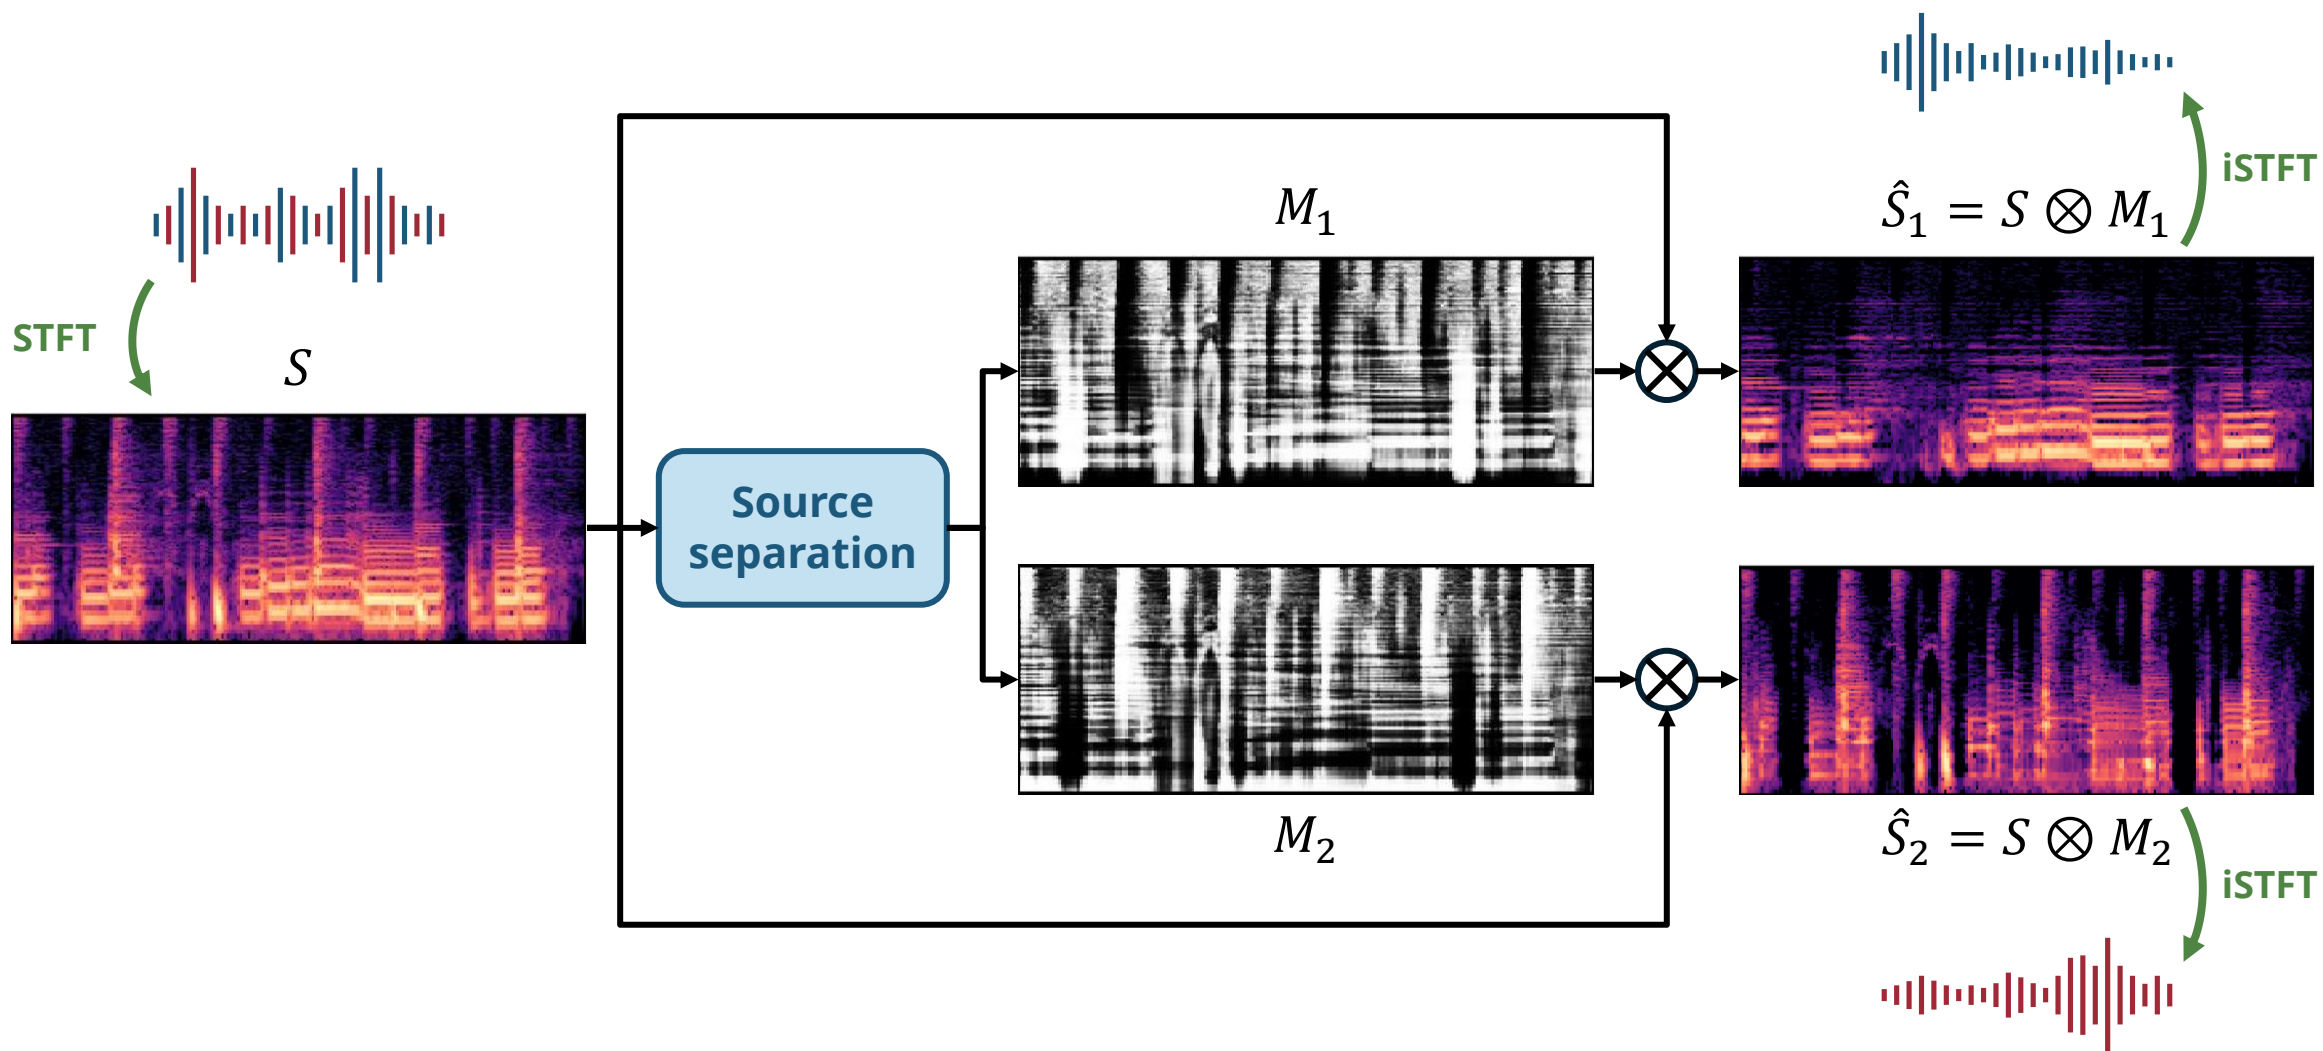 STFT
S
Source
separation
M₁
M₂
Ŝ₁ = S ⊗ M₁
iSTFT
Ŝ₂ = S ⊗ M₂
iSTFT